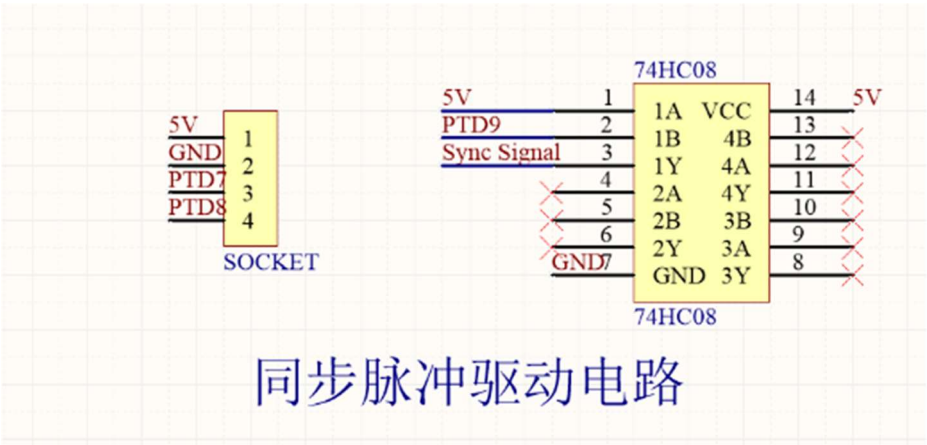 74HC08
5V 1 1A VCC 14 5V
PTD9 2 1B 4B 13
Sync Signal 3 1Y 4A 12
4 2A 4Y 11
5 2B 3B 10
6 2Y 3A 9
GND 7 GND 3Y 8
74HC08
5V 1
GND 2
PTD7 3
PTD8 4
SOCKET
同步脉冲驱动电路